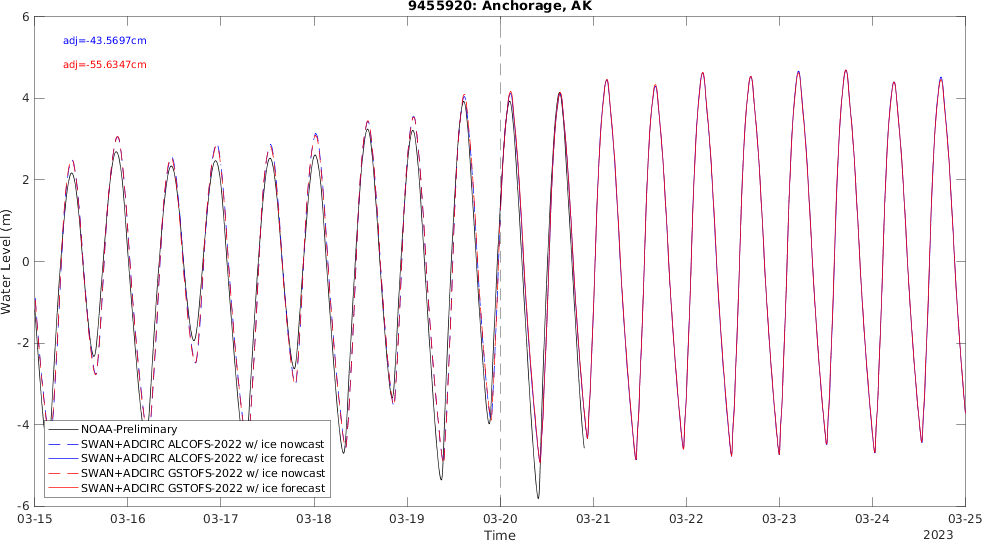 9455920: Anchorage, AK
6
adj=-43.5697cm
adj=-55.6347cm
4
2
0
-2
-4
-6
Water Level (m)
NOAA-Preliminary
SWAN+ADCIRC ALCOFS-2022 w/ ice nowcast
SWAN+ADCIRC ALCOFS-2022 w/ ice forecast
SWAN+ADCIRC GSTOFS-2022 w/ ice nowcast
SWAN+ADCIRC GSTOFS-2022 w/ ice forecast
03-15 03-16 03-17 03-18 03-19 03-20 03-21 03-22 03-23 03-24 03-25
Time
2023